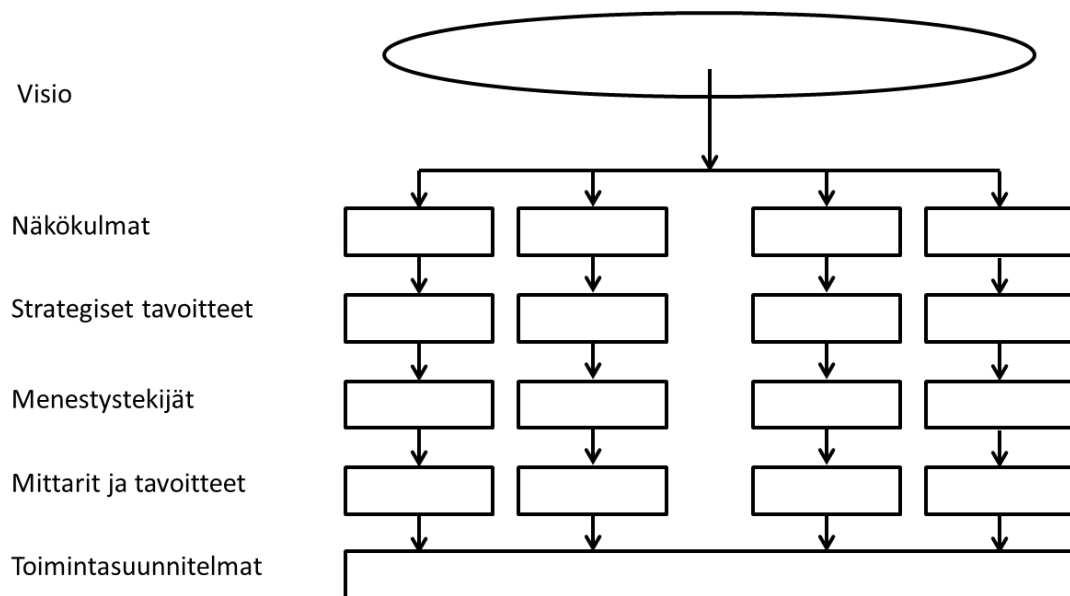 Visio
Näkökulmat
Strategiset tavoitteet
Menestystekijät
Mittarit ja tavoitteet
Toimintasuunnitelmat